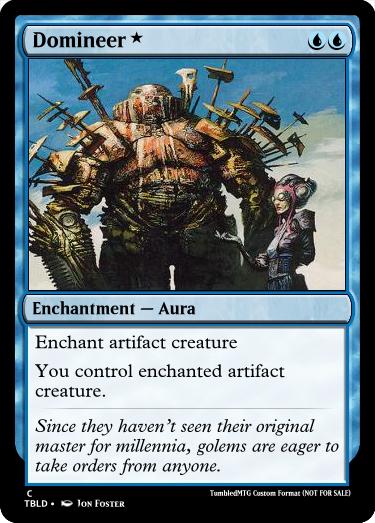 Domineer ★
Enchantment — Aura
Enchant artifact creature
You control enchanted artifact
creature.
Since they haven't seen their original
master for millennia, golems are eager to
take orders from anyone.
C
TBLD • Jon Foster
TumbledMTG Custom Format (NOT FOR SALE)